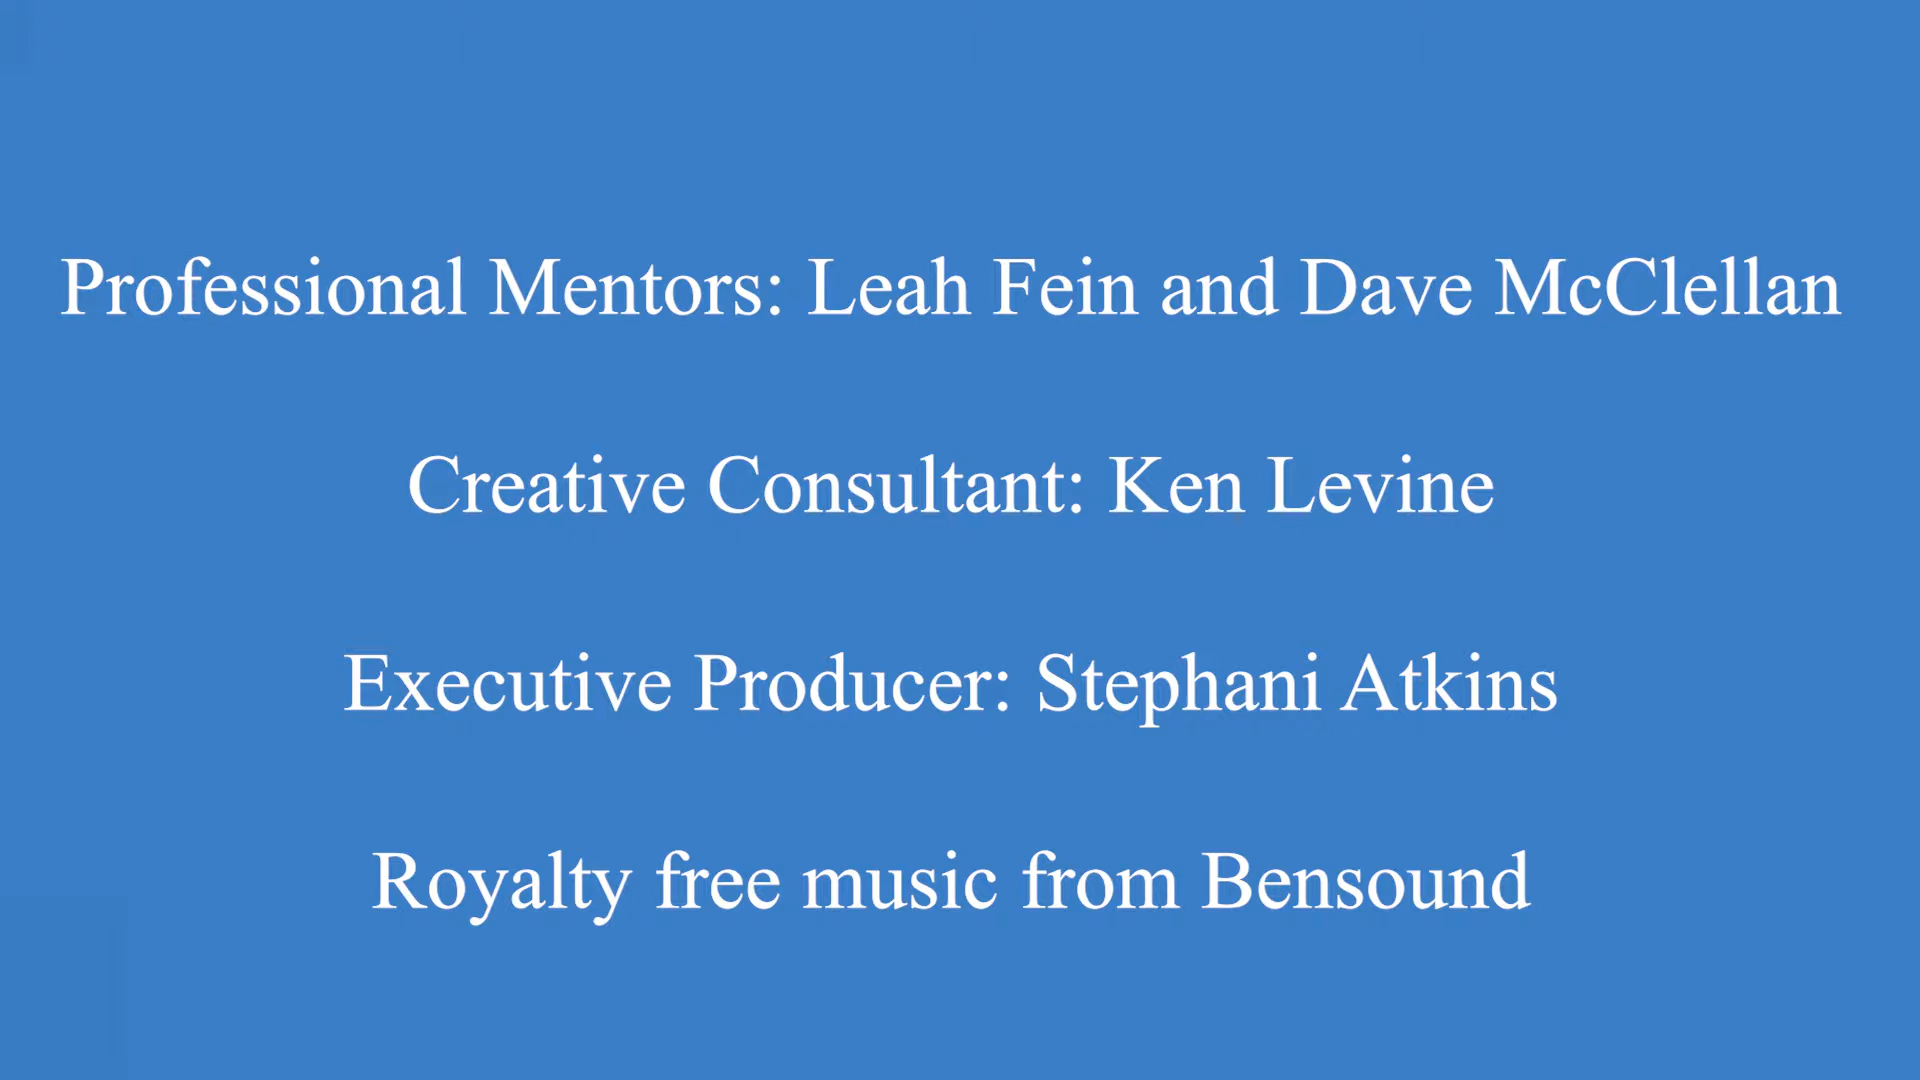 Professional Mentors: Leah Fein and Dave McClellan
Creative Consultant: Ken Levine
Executive Producer: Stephani Atkins
Royalty free music from Bensound